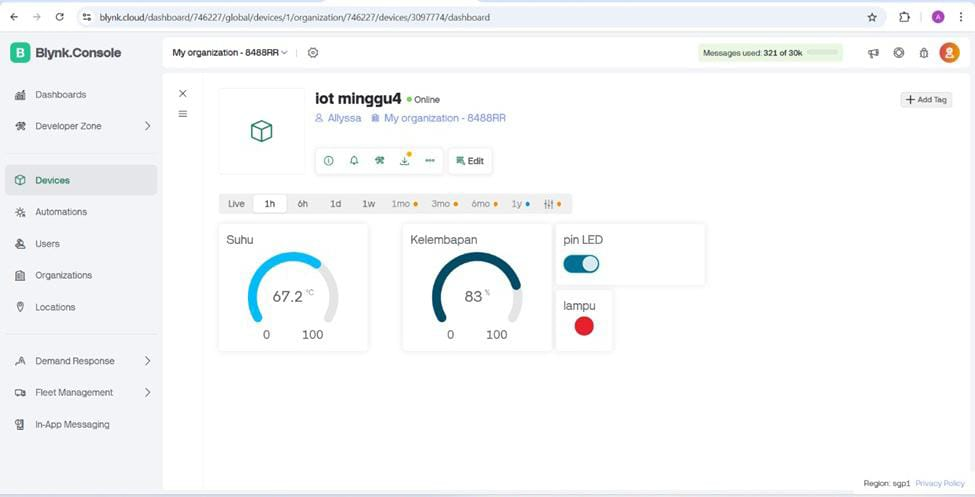 blynk.cloud/dashboard/746227/global/devices/1/organization/746227/devices/3097774/dashboard
A
B Blynk.Console
My organization - 8488RR
Messages used: 321 of 30k
Dashboards
Developer Zone
Devices
Automations
Users
Organizations
Locations
Demand Response
Fleet Management
In-App Messaging
iot minggu4 Online
Allyssa My organization - 8488RR
Add Tag
Edit
Live 1h 6h 1d 1w 1mo 3mo 6mo 1y
Suhu
67.2 °C
0 100
Kelembapan
83 %
0 100
pin LED
lampu
Region: sgp1 Privacy Policy